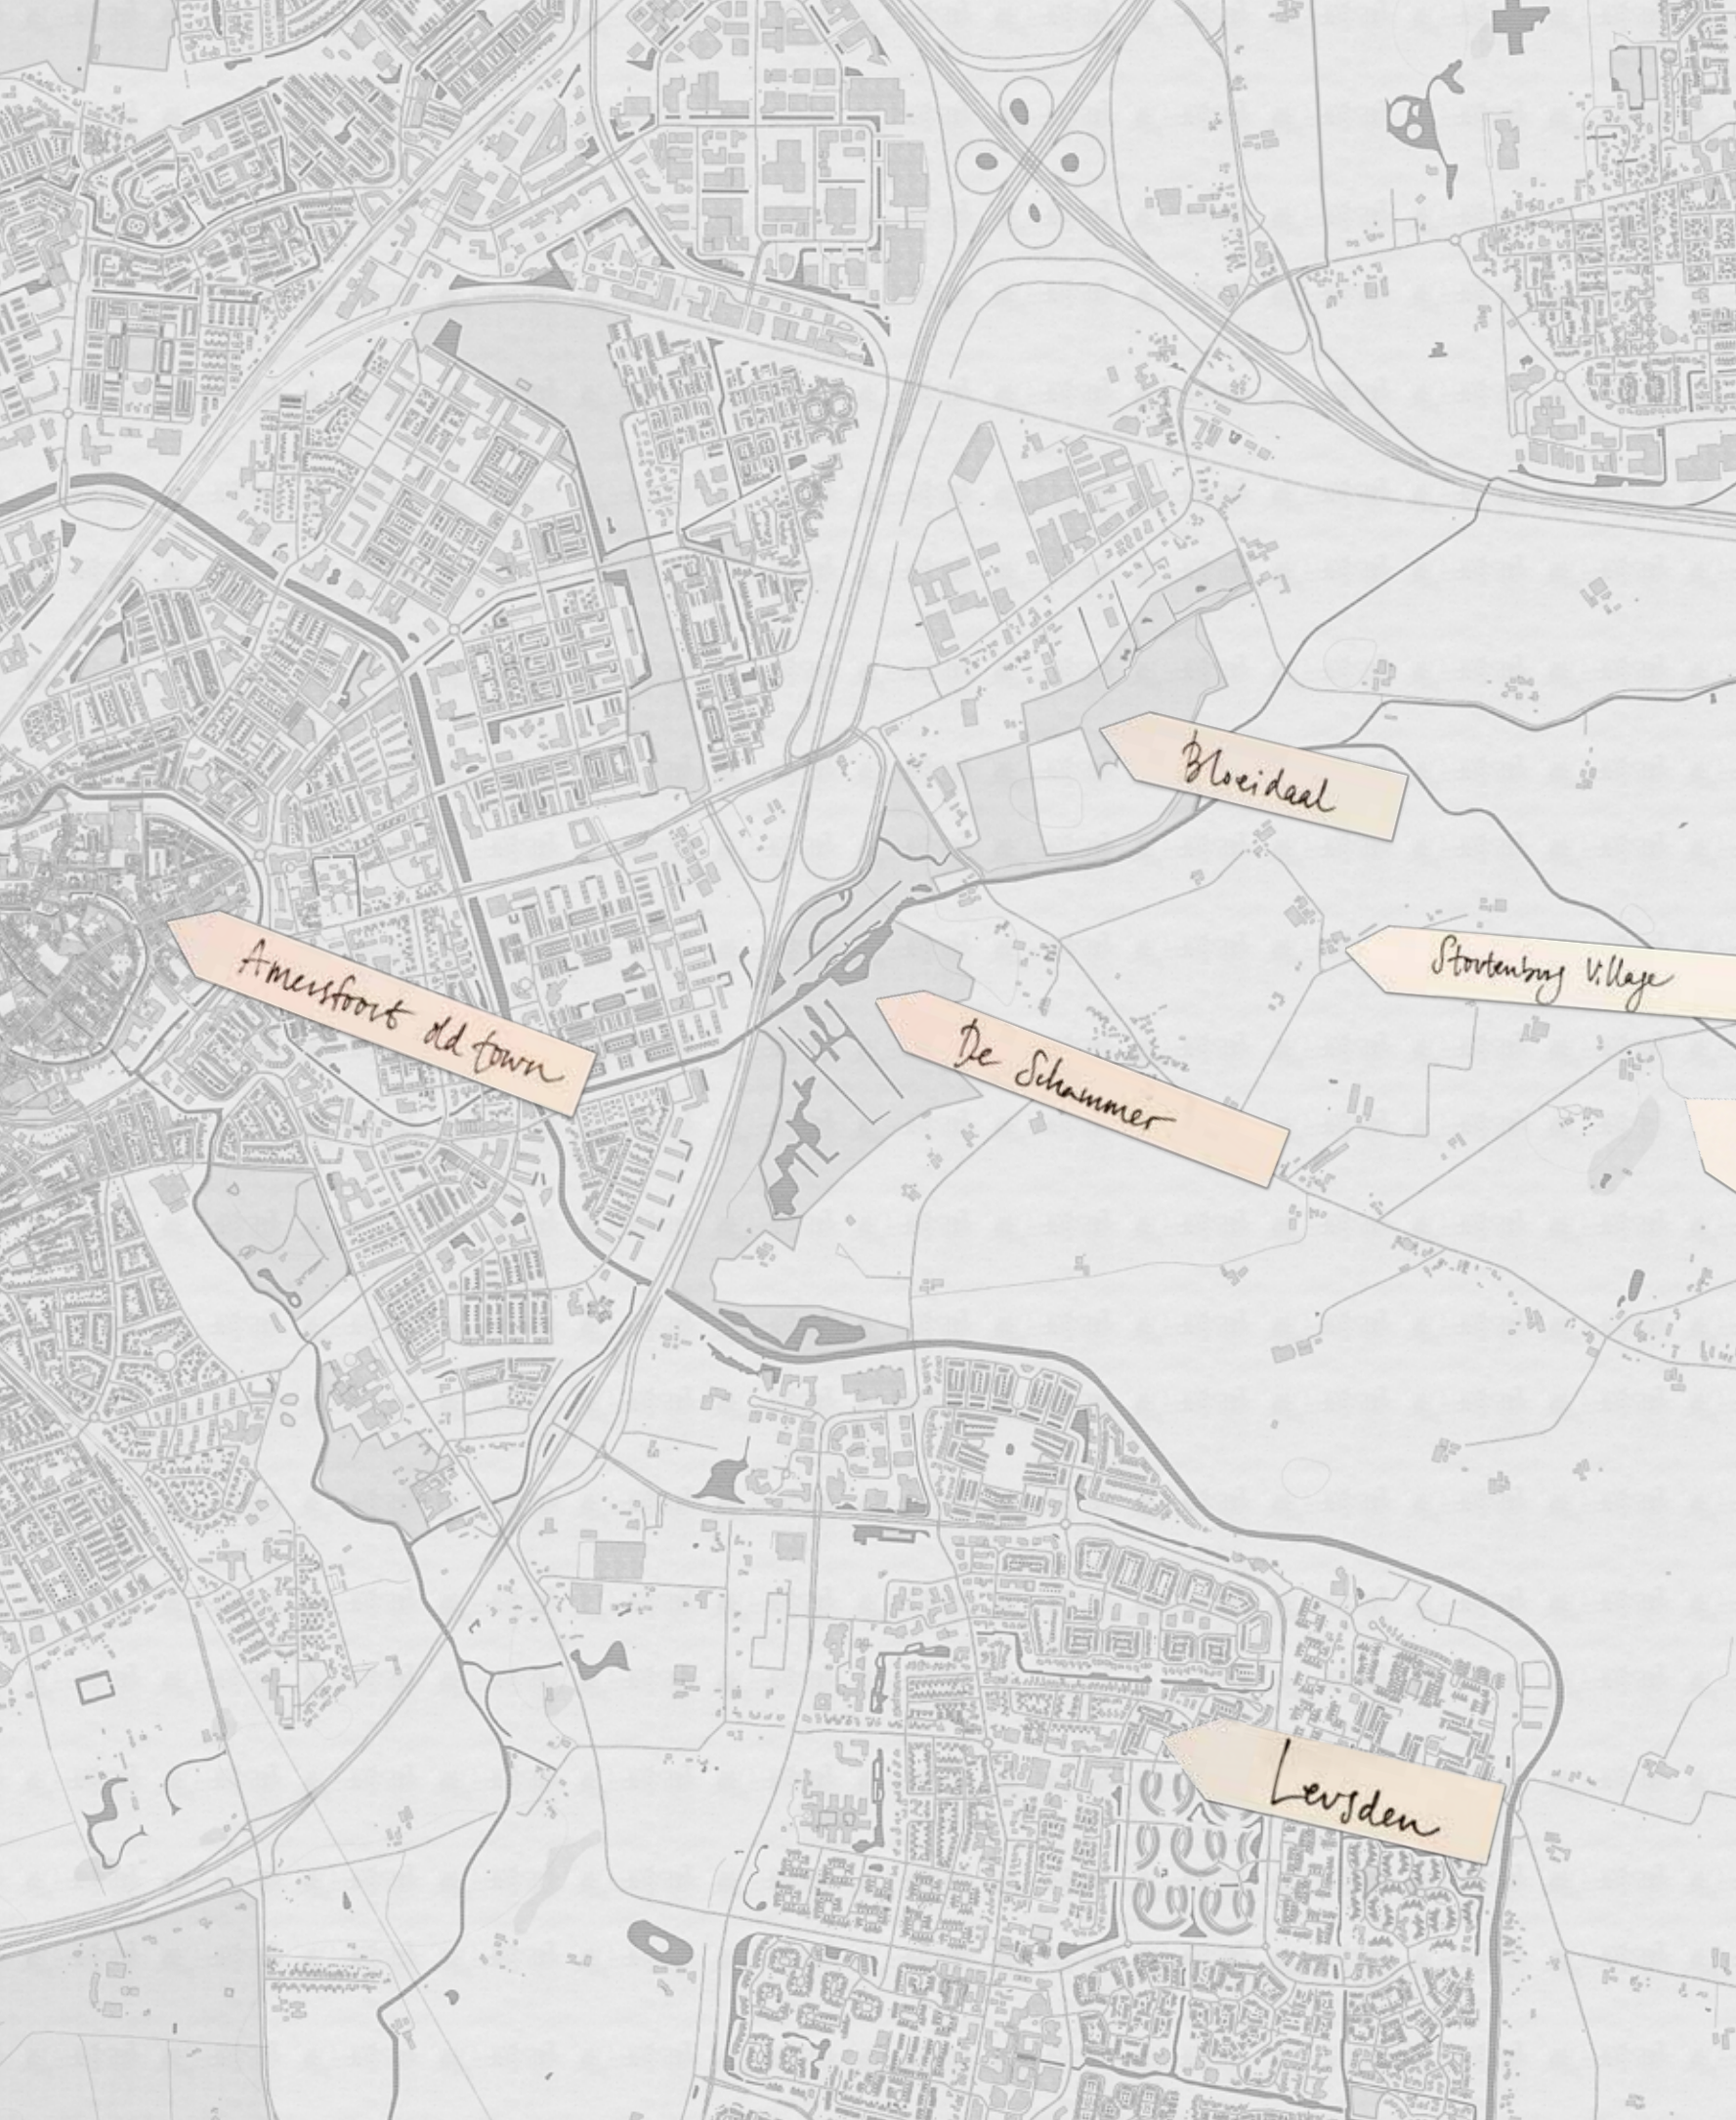 Bloeidaal
Amersfoort old town
Stoutenburg Village
De Schammer
Leusden